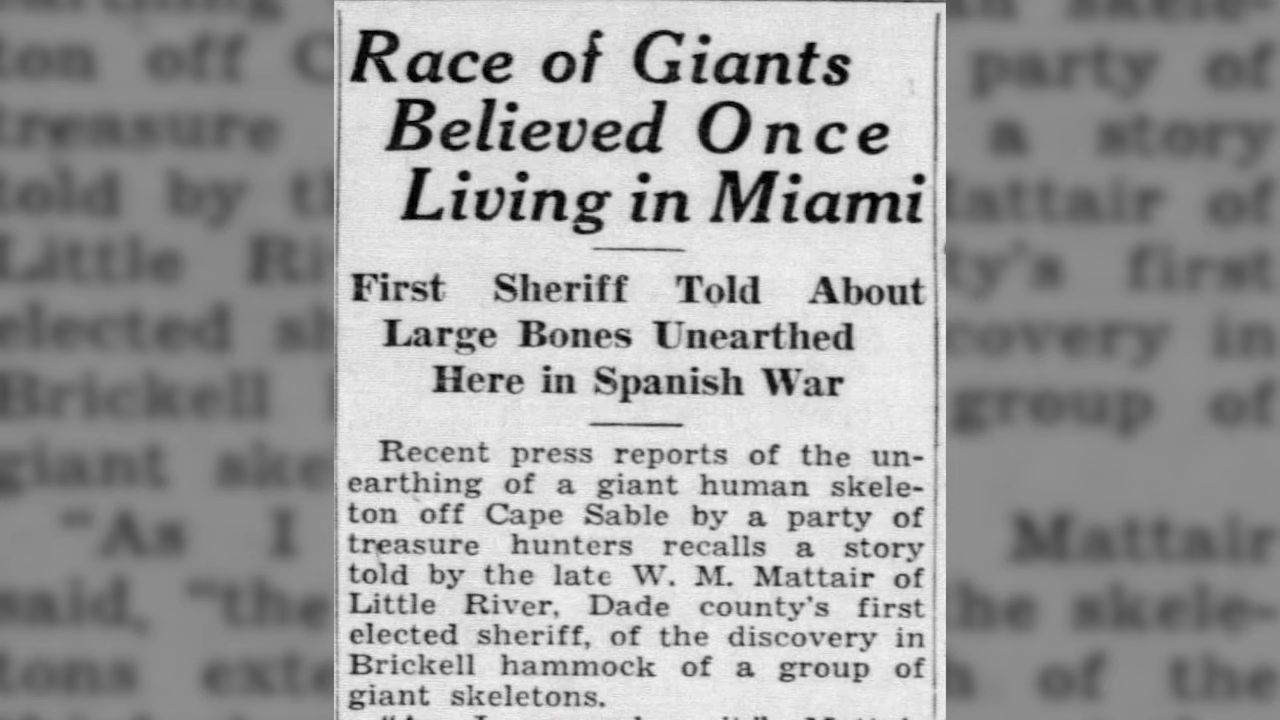 Race of Giants
Believed Once
Living in Miami
First Sheriff Told About
Large Bones Unearthed
Here in Spanish War
Recent press reports of the un-
earthing of a giant human skele-
ton off Cape Sable by a party of
treasure hunters recalls a story
told by the late W. M. Mattair of
Little River, Dade county's first
elected sheriff, of the discovery in
Brickell hammock of a group of
giant skeletons.